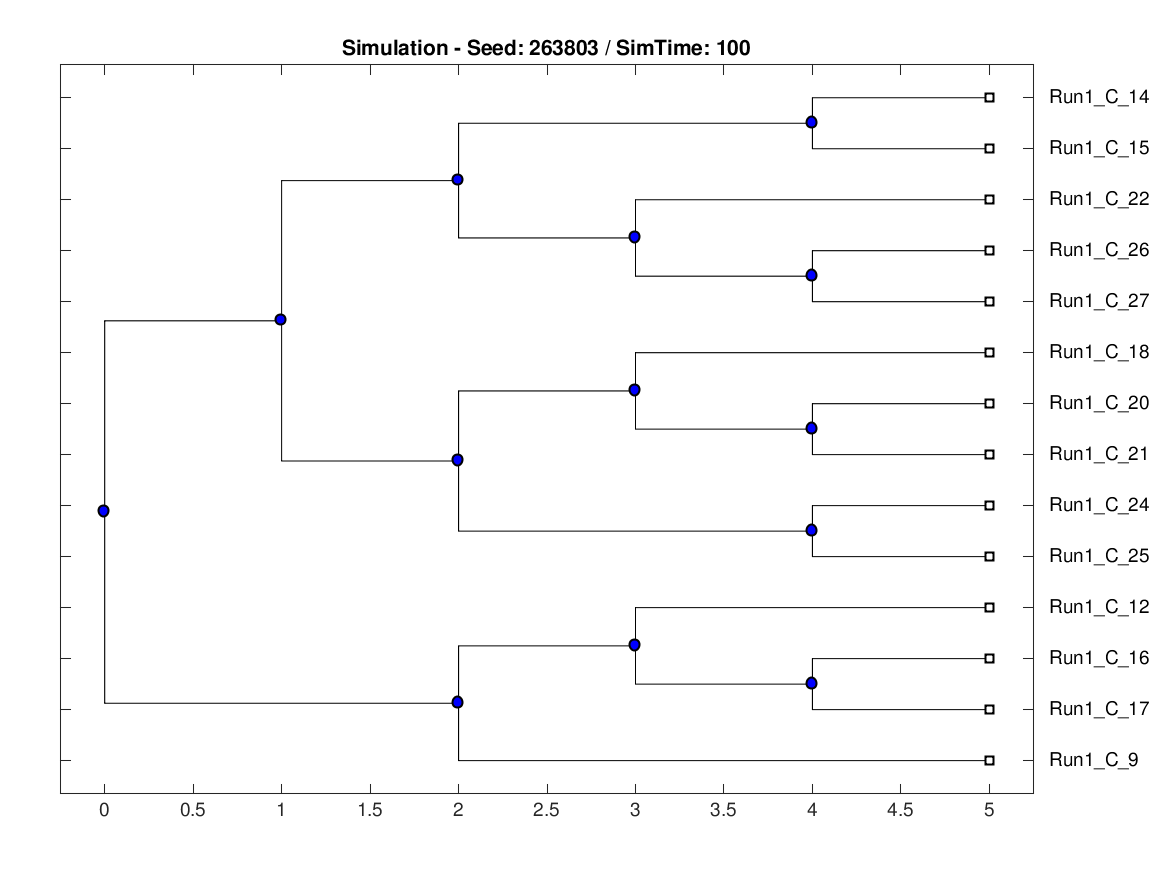 Simulation - Seed: 263803 / SimTime: 100
Run1_C_14
Run1_C_15
Run1_C_22
Run1_C_26
Run1_C_27
Run1_C_18
Run1_C_20
Run1_C_21
Run1_C_24
Run1_C_25
Run1_C_12
Run1_C_16
Run1_C_17
Run1_C_9
0 0.5 1 1.5 2 2.5 3 3.5 4 4.5 5